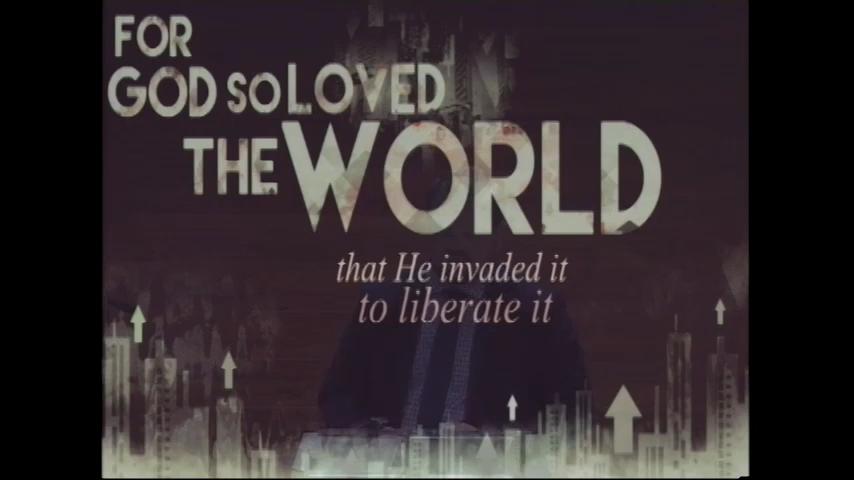 FOR
GOD SO LOVED
THE WORLD
that He invaded it
to liberate it